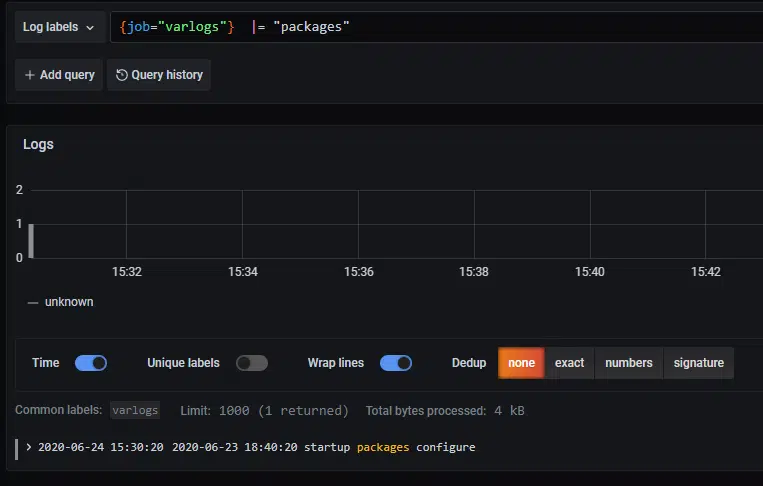 Log labels {job="varlogs"} |= "packages"
+ Add query Query history
Logs
2
1
0
15:32 15:34 15:36 15:38 15:40 15:42
unknown
Time Unique labels Wrap lines Dedup none exact numbers signature
Common labels: varlogs Limit: 1000 (1 returned) Total bytes processed: 4 kB
> 2020-06-24 15:30:20 2020-06-23 18:40:20 startup packages configure